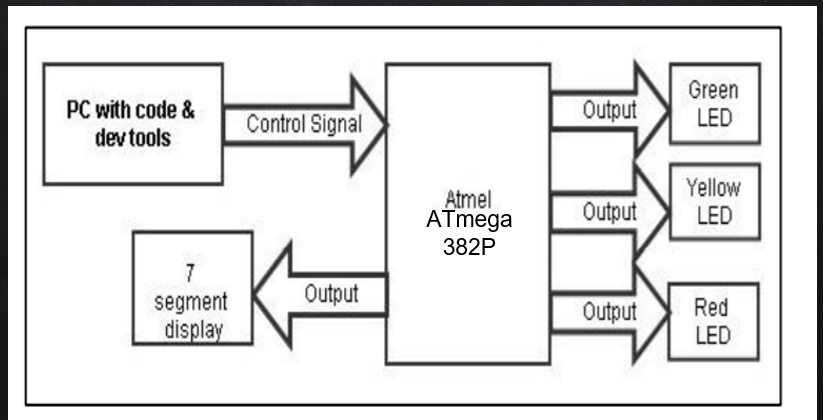 PC with code &
dev tools
Control Signal
Atmel
ATmega
382P
Output
Green
LED
Output
Yellow
LED
Output
Red
LED
Output
7
segment
display